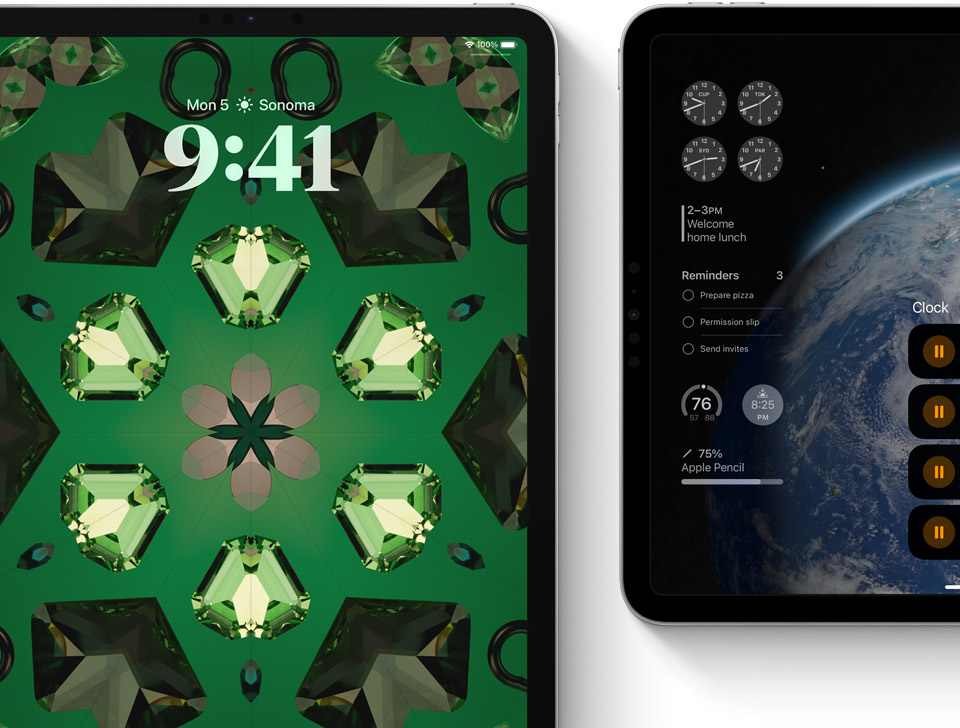 100%
Mon 5 Sonoma
9:41
CUP
TOK
SYD
PAR
2–3PM
Welcome
home lunch
Reminders 3
Prepare pizza
Permission slip
Send invites
76
57 88
8:25
PM
75%
Apple Pencil
Clock